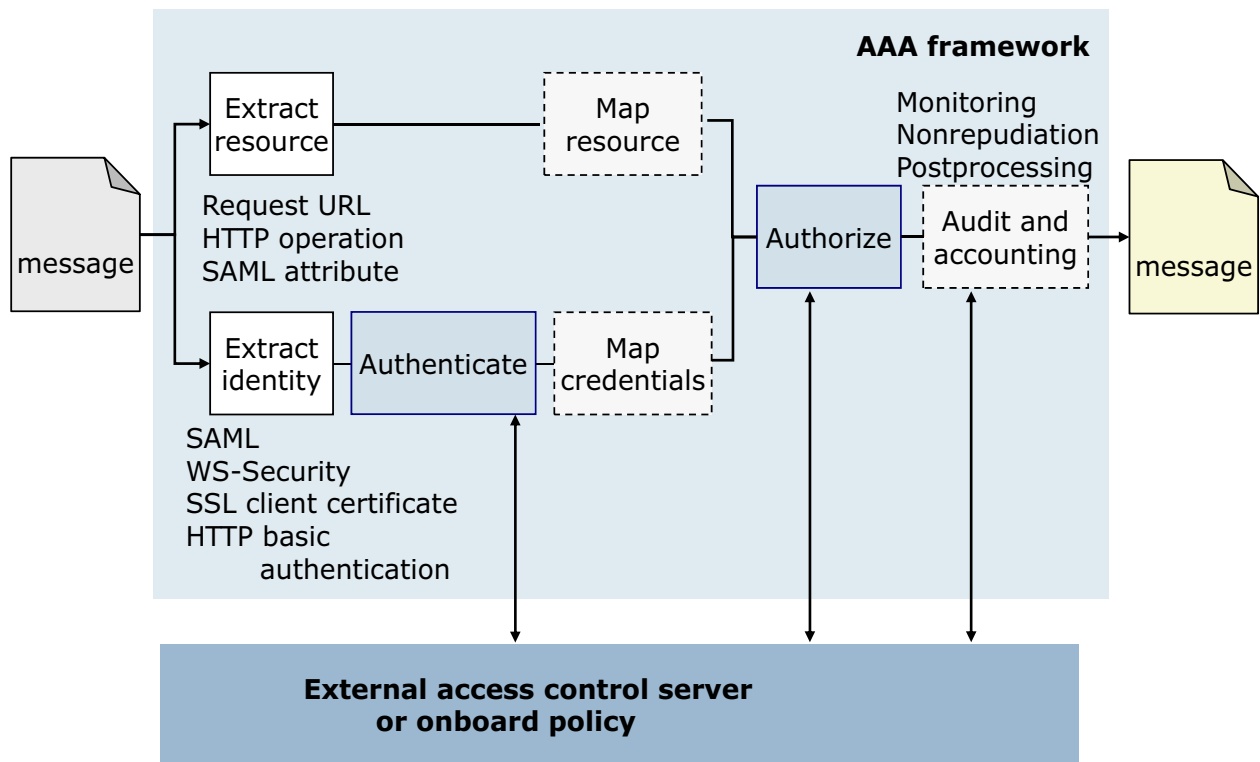 AAA framework
Extract
resource
Map
resource
Monitoring
Nonrepudiation
Postprocessing
message
Request URL
HTTP operation
SAML attribute
Authorize
Audit and
accounting
message
Extract
identity
Authenticate
Map
credentials
SAML
WS-Security
SSL client certificate
HTTP basic
authentication
External access control server
or onboard policy